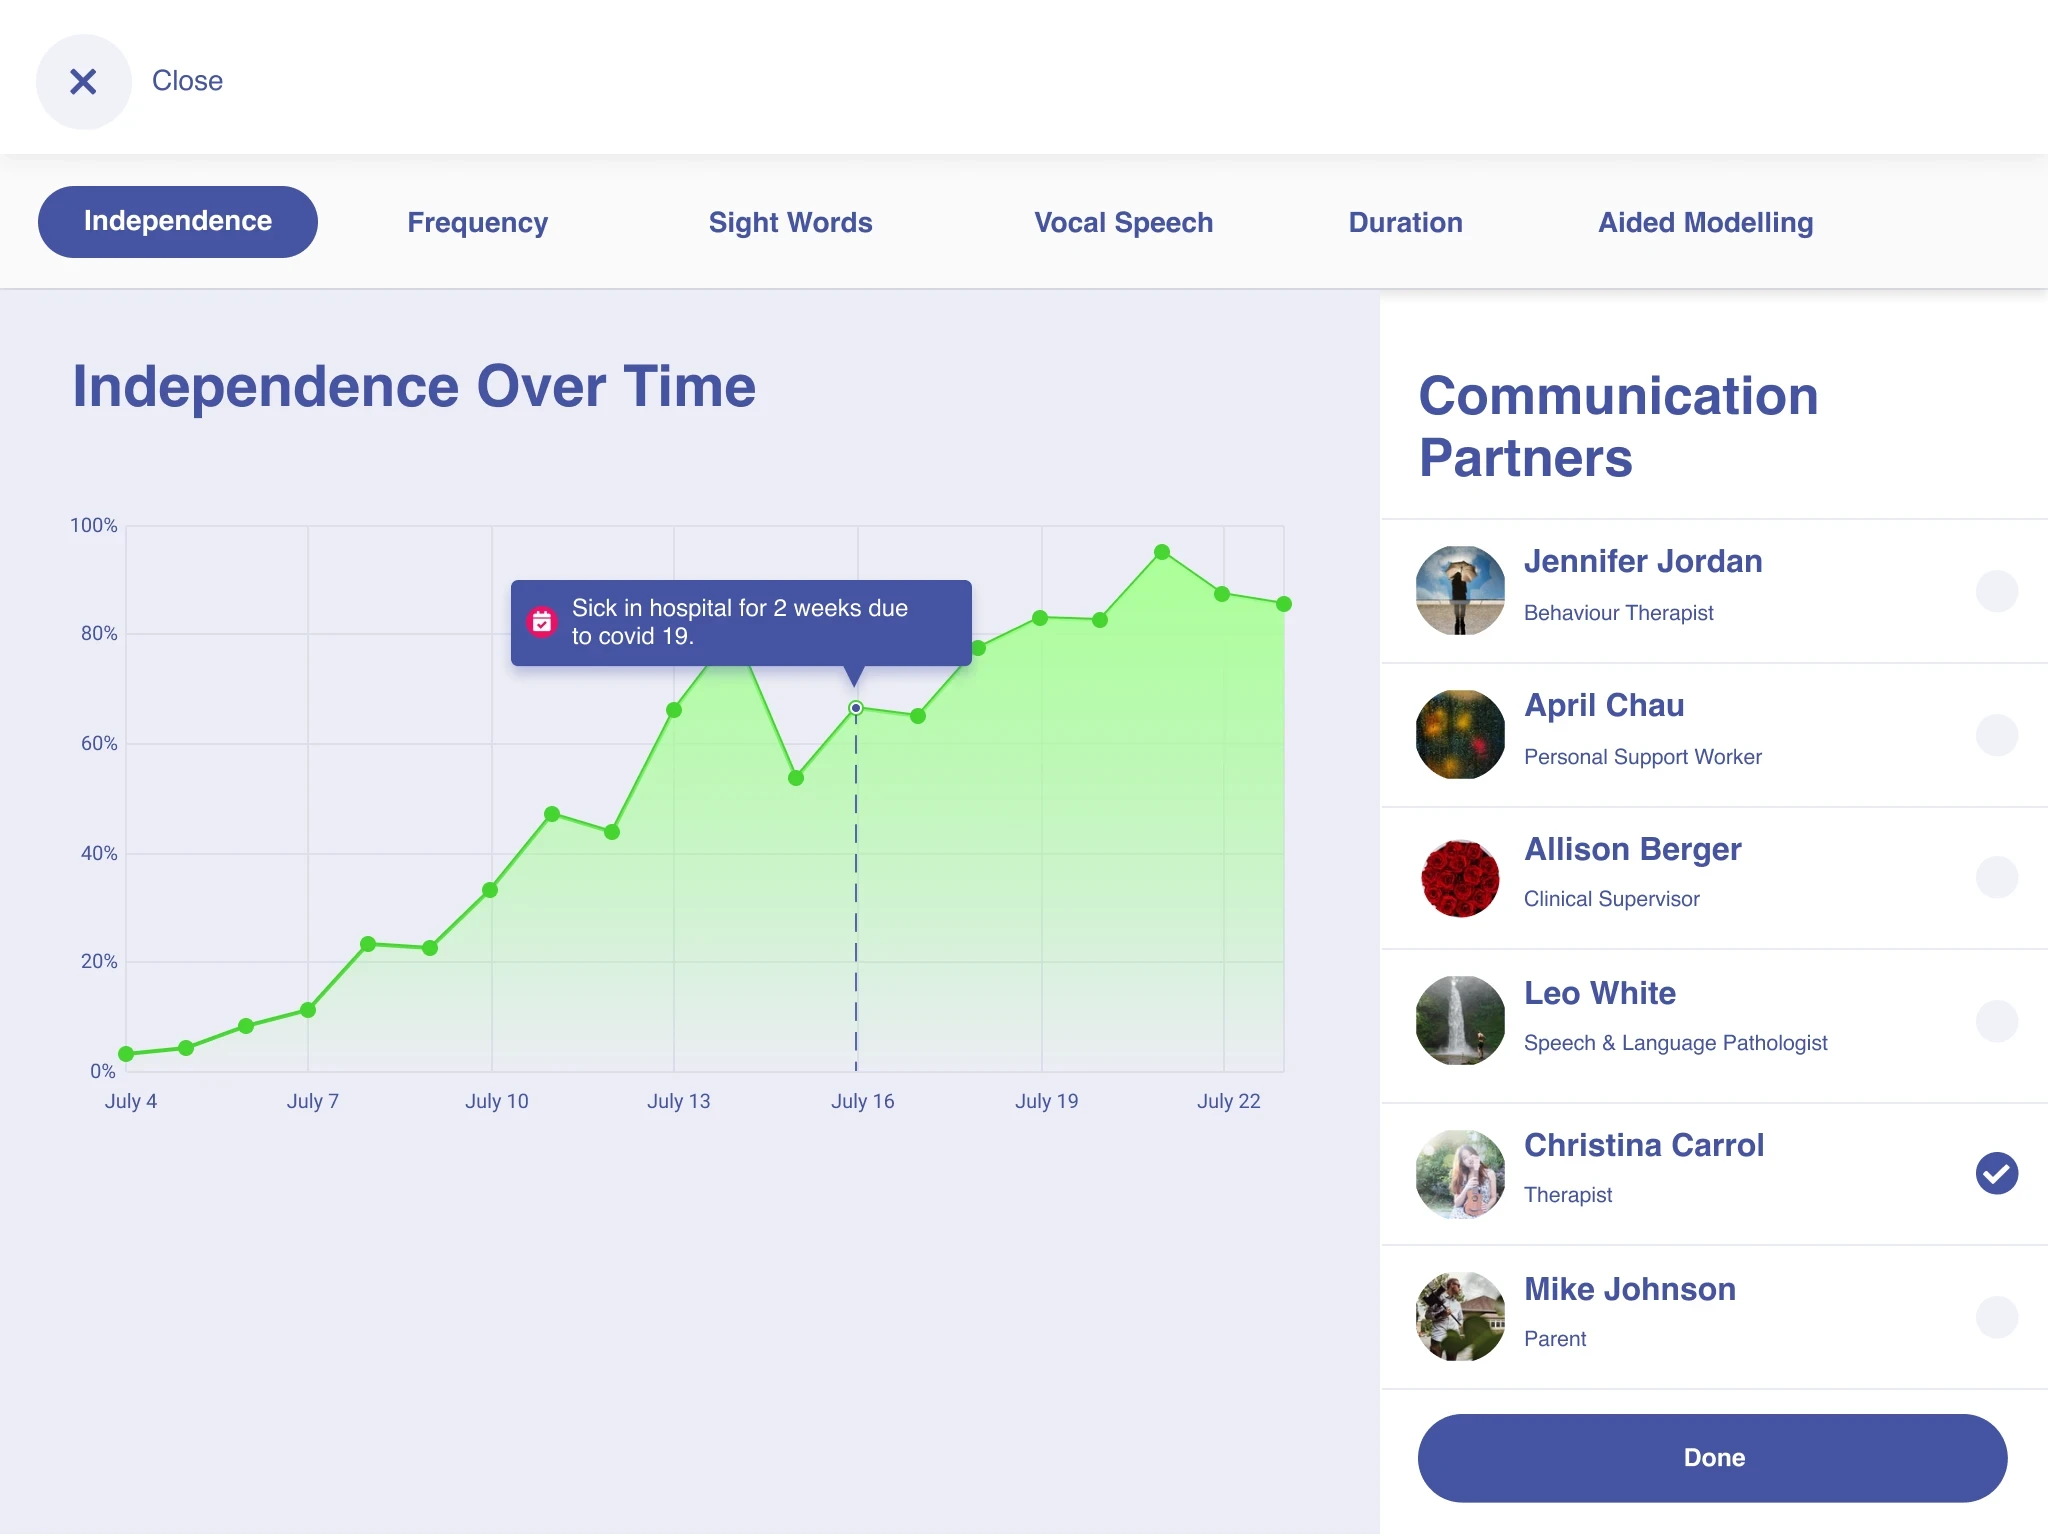 Close
Independence
Frequency
Sight Words
Vocal Speech
Duration
Aided Modelling
Independence Over Time
100%
80%
60%
40%
20%
0%
Sick in hospital for 2 weeks due
to covid 19.
July 4
July 7
July 10
July 13
July 16
July 19
July 22
Communication
Partners
Jennifer Jordan
Behaviour Therapist
April Chau
Personal Support Worker
Allison Berger
Clinical Supervisor
Leo White
Speech & Language Pathologist
Christina Carrol
Therapist
Mike Johnson
Parent
Done